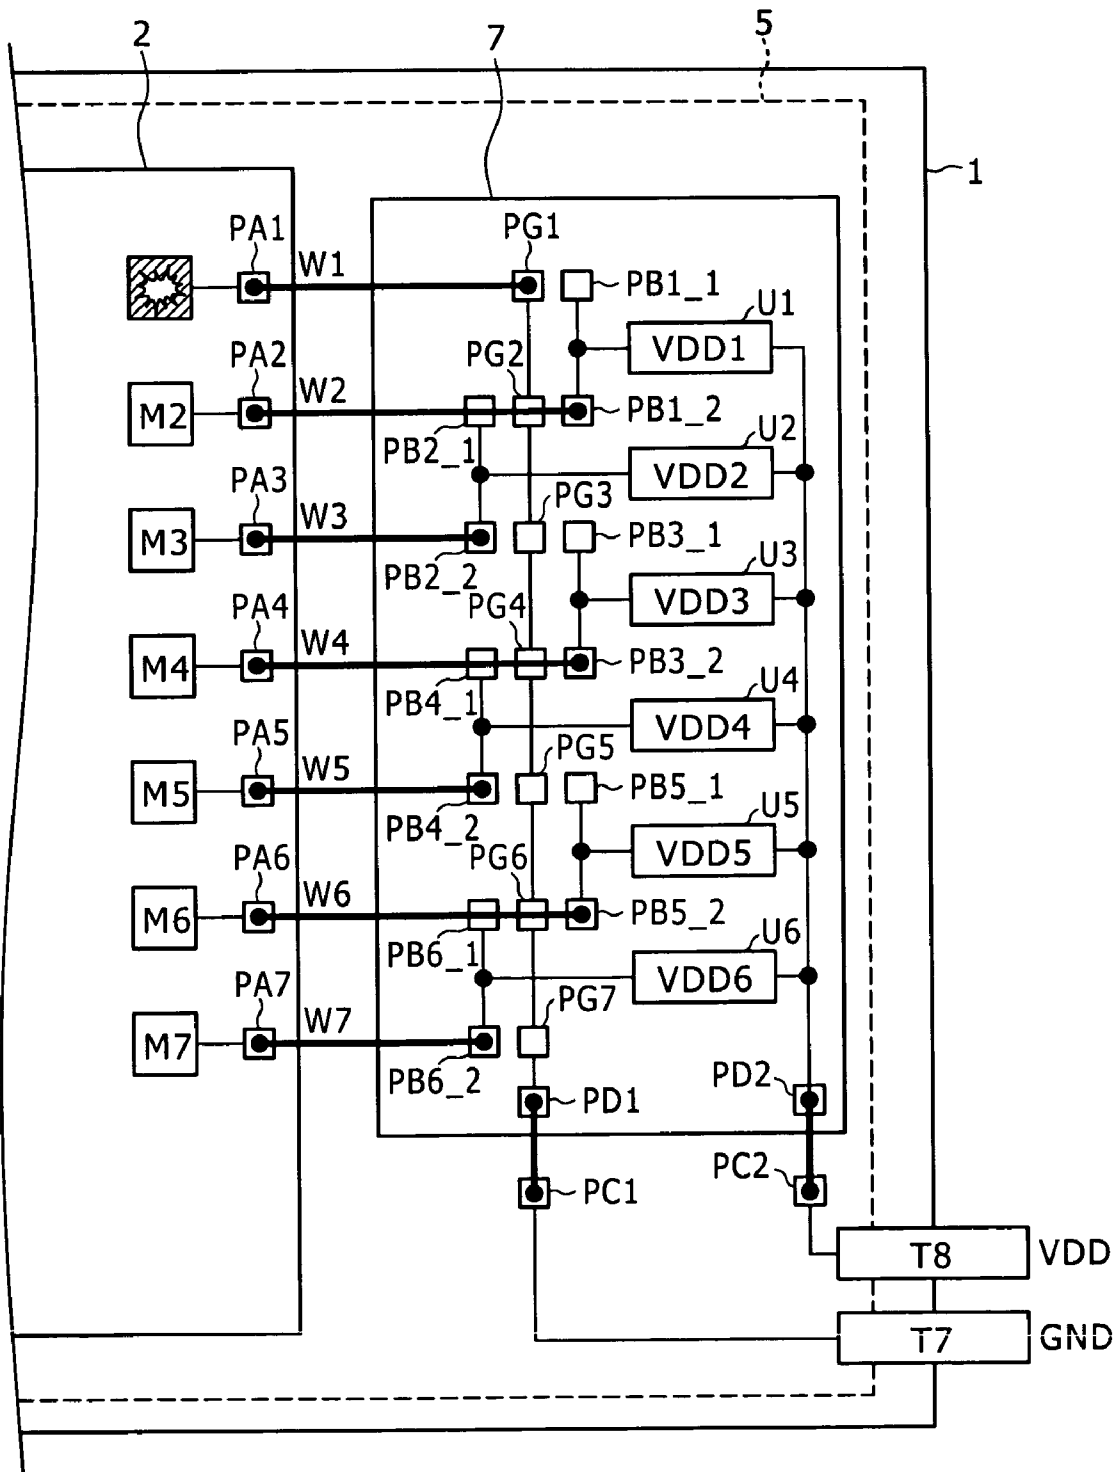 2
7
5
1
PA1
W1
PG1
PB1_1
U1
VDD1
PA2
W2
PG2
M2
PB1_2
PB2_1
U2
VDD2
PA3
W3
PG3
M3
PB3_1
PB2_2
U3
VDD3
PA4
W4
PG4
M4
PB3_2
PB4_1
U4
VDD4
PA5
W5
PG5
M5
PB5_1
PB4_2
U5
VDD5
PA6
W6
PG6
M6
PB5_2
PB6_1
U6
VDD6
PA7
W7
PG7
M7
PB6_2
PD1
PD2
PC1
PC2
T8
VDD
T7
GND